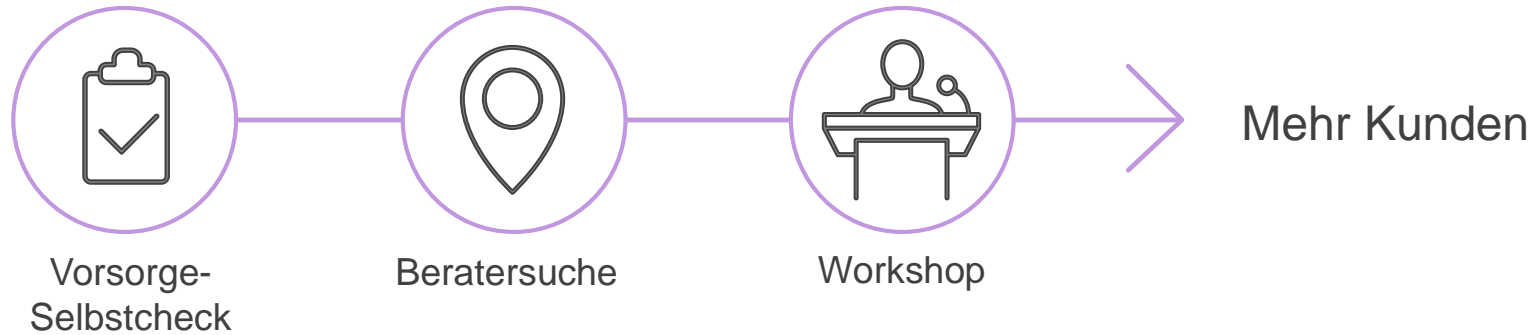 Vorsorge-
Selbstcheck
Beratersuche
Workshop
Mehr Kunden